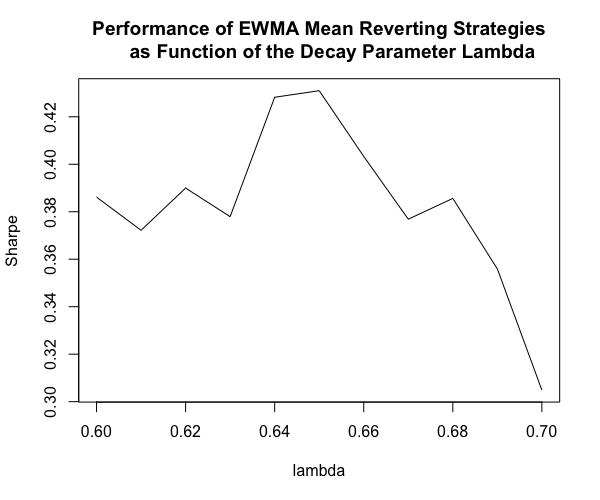 Performance of EWMA Mean Reverting Strategies
as Function of the Decay Parameter Lambda
Sharpe
0.42
0.40
0.38
0.36
0.34
0.32
0.30
0.60 0.62 0.64 0.66 0.68 0.70
lambda